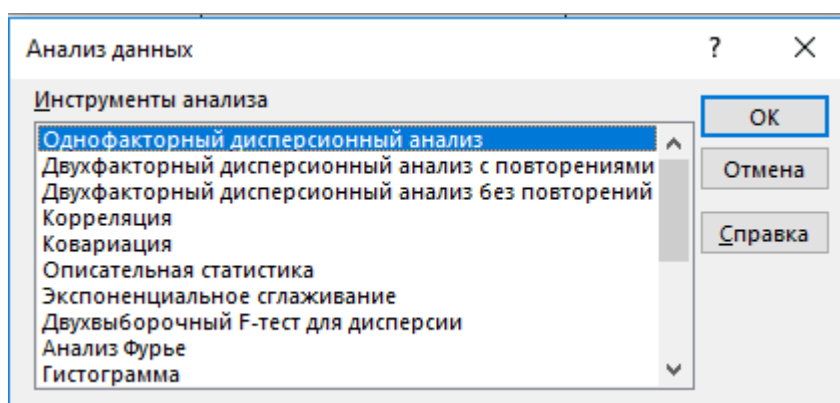 Анализ данных ?
Инструменты анализа
Однофакторный дисперсионный анализ
Двухфакторный дисперсионный анализ с повторениями
Двухфакторный дисперсионный анализ без повторений
Корреляция
Ковариация
Описательная статистика
Экспоненциальное сглаживание
Двухвыборочный F-тест для дисперсии
Анализ Фурье
Гистограмма
ОК
Отмена
Справка